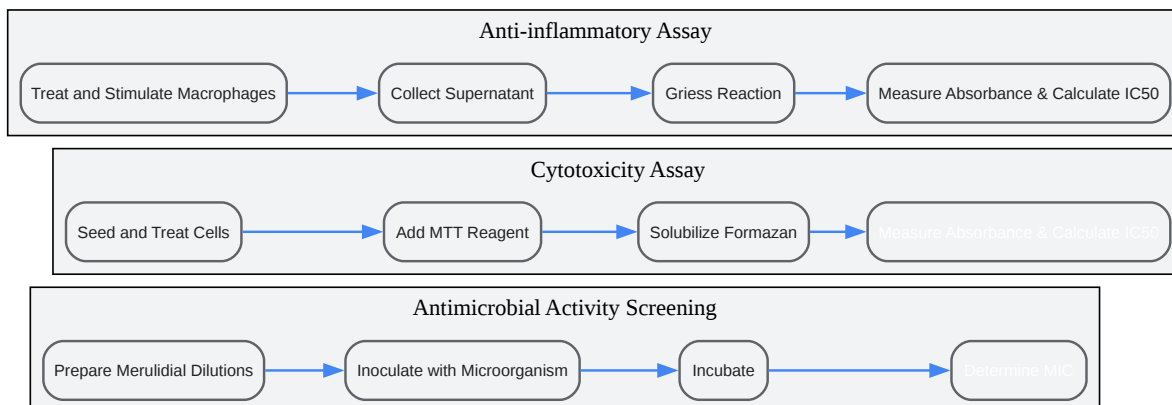 Anti-inflammatory Assay
Treat and Stimulate Macrophages
Collect Supernatant
Griess Reaction
Measure Absorbance & Calculate IC50
Cytotoxicity Assay
Seed and Treat Cells
Add MTT Reagent
Solubilize Formazan
Measure Absorbance & Calculate IC50
Antimicrobial Activity Screening
Prepare Merulidial Dilutions
Inoculate with Microorganism
Incubate
Determine MIC